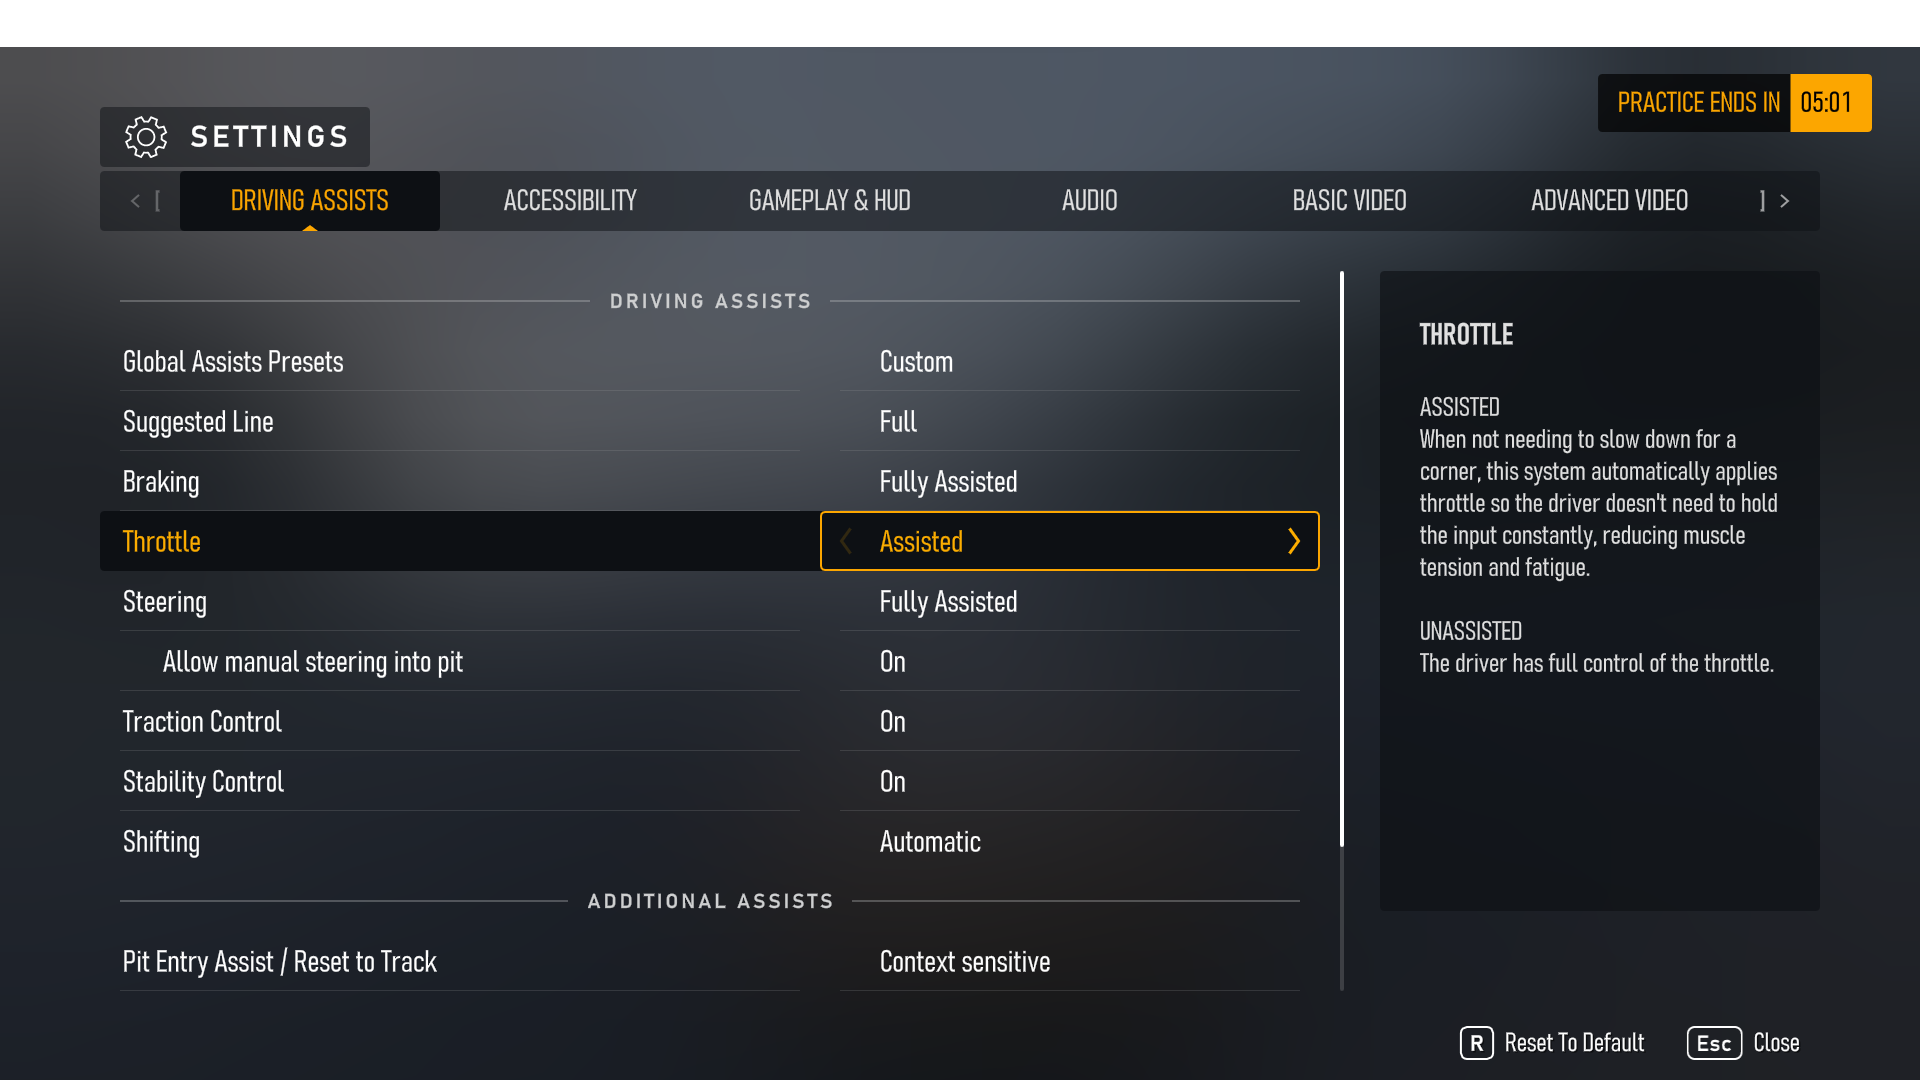 PRACTICE ENDS IN 05:01
SETTINGS
< [ DRIVING ASSISTS ACCESSIBILITY GAMEPLAY & HUD AUDIO BASIC VIDEO ADVANCED VIDEO ] >
DRIVING ASSISTS
Global Assists Presets Custom
Suggested Line Full
Braking Fully Assisted
Throttle Assisted
Steering Fully Assisted
Allow manual steering into pit On
Traction Control On
Stability Control On
Shifting Automatic
ADDITIONAL ASSISTS
Pit Entry Assist / Reset to Track Context sensitive
THROTTLE
ASSISTED
When not needing to slow down for a
corner, this system automatically applies
throttle so the driver doesn't need to hold
the input constantly, reducing muscle
tension and fatigue.
UNASSISTED
The driver has full control of the throttle.
R Reset To Default Esc Close